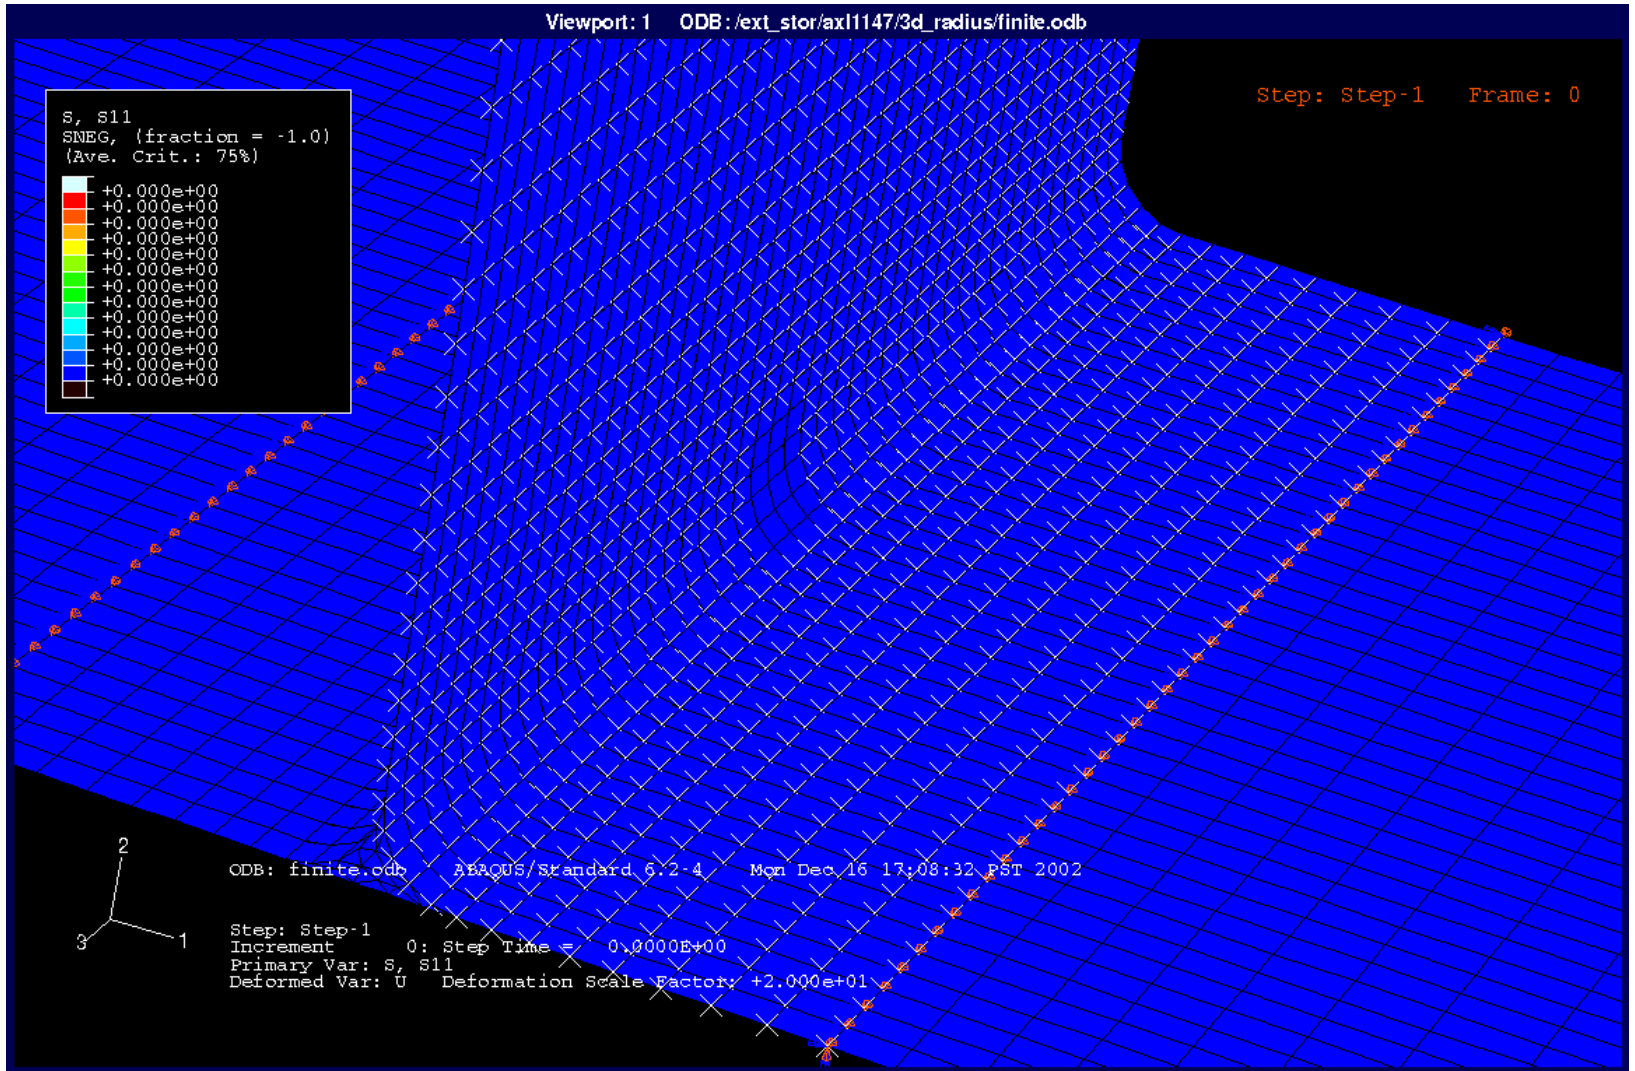 Viewport: 1 ODB: /ext_stor/axl1147/3d_radius/finite.odb
Step: Step-1 Frame: 0
S, S11
SNEG, (fraction = -1.0)
(Ave. Crit.: 75%)
+0.000e+00
+0.000e+00
+0.000e+00
+0.000e+00
+0.000e+00
+0.000e+00
+0.000e+00
+0.000e+00
+0.000e+00
+0.000e+00
+0.000e+00
+0.000e+00
+0.000e+00
2
3
1
ODB: finite.odb ABAQUS/Standard 6.2-4 Mon Dec 16 17:08:32 PST 2002
Step: Step-1
Increment 0: Step Time = 0.0000E+00
Primary Var: S, S11
Deformed Var: U Deformation Scale Factor: +2.000e+01